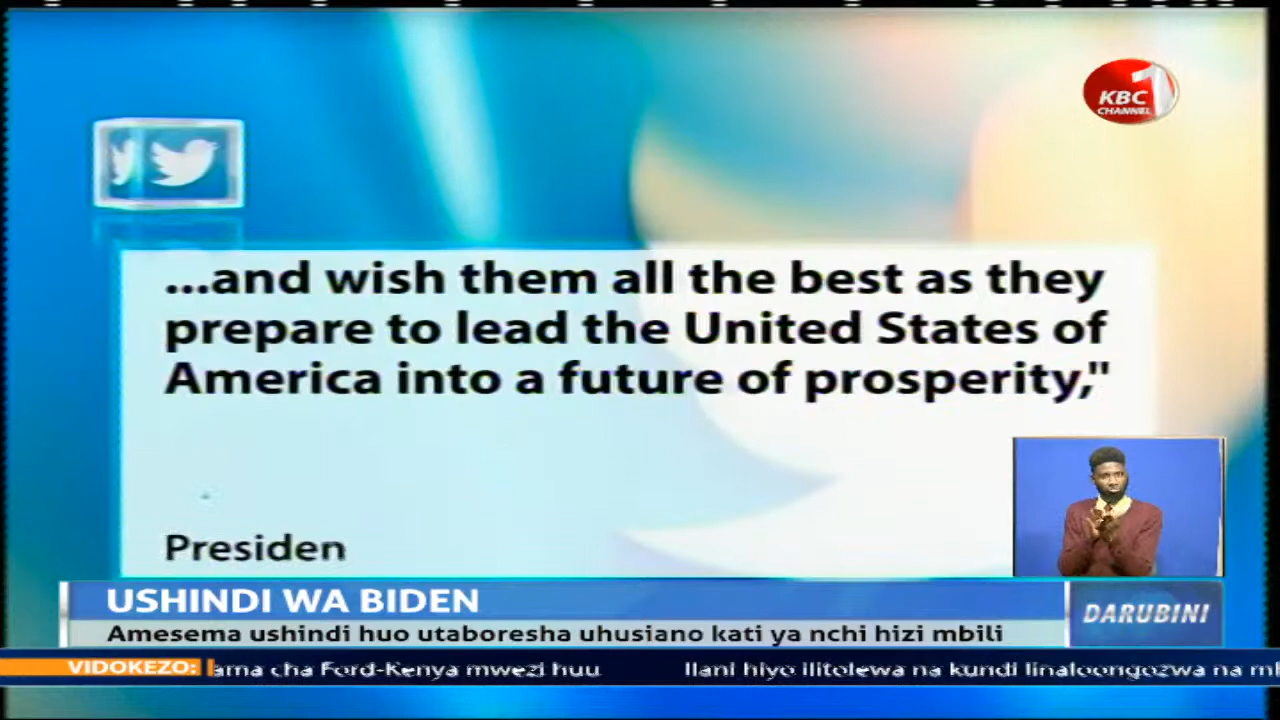 KBC 1
CHANNEL
...and wish them all the best as they
prepare to lead the United States of
America into a future of prosperity,"
Presiden
USHINDI WA BIDEN
Amesema ushindi huo utaboresha uhusiano kati ya nchi hizi mbili
DARUBINI
VIDOKEZO: ama cha Ford-Kenya mwezi huu Ilani hiyo ilitolewa na kundi linaloongozwa na